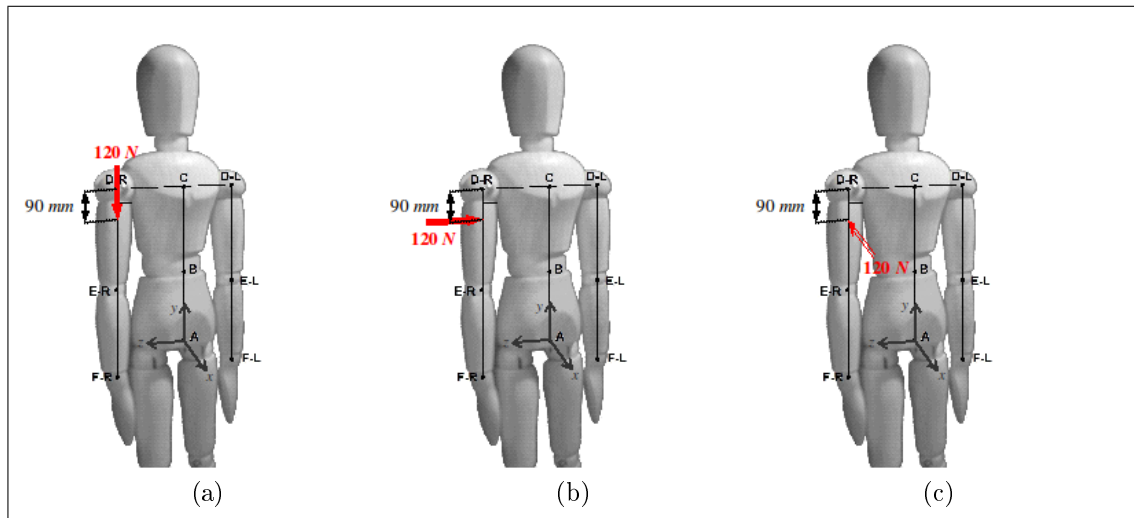 120 N
D-R
C
D-L
90 mm
B
E-R
E-L
y
z
A
x
F-R
F-L
(a)
D-R
C
D-L
90 mm
120 N
B
E-R
E-L
y
z
A
x
F-R
F-L
(b)
D-R
C
D-L
90 mm
120 N
B
E-R
E-L
y
z
A
x
F-R
F-L
(c)